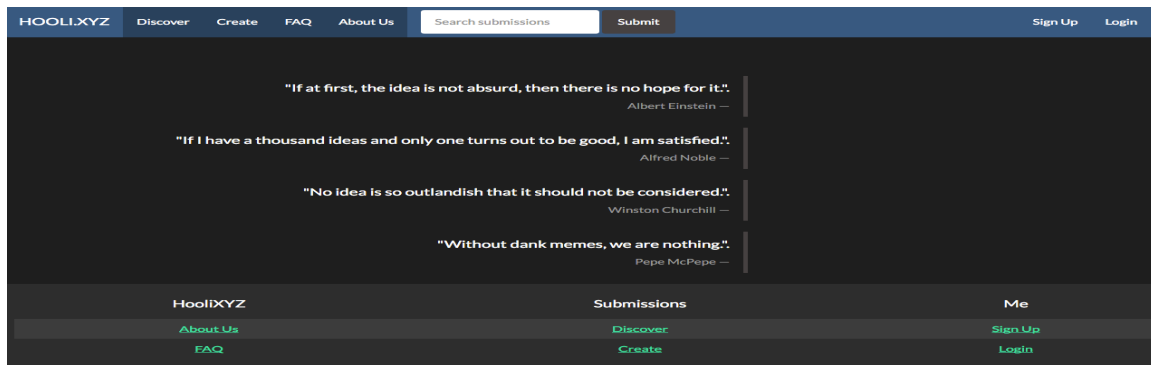 HOOLI.XYZ Discover Create FAQ About Us Search submissions Submit Sign Up Login
"If at first, the idea is not absurd, then there is no hope for it.".
Albert Einstein —
"If I have a thousand ideas and only one turns out to be good, I am satisfied.".
Alfred Noble —
"No idea is so outlandish that it should not be considered.".
Winston Churchill —
"Without dank memes, we are nothing.".
Pepe McPepe —
HooliXYZ Submissions Me
About Us Discover Sign Up
FAQ Create Login